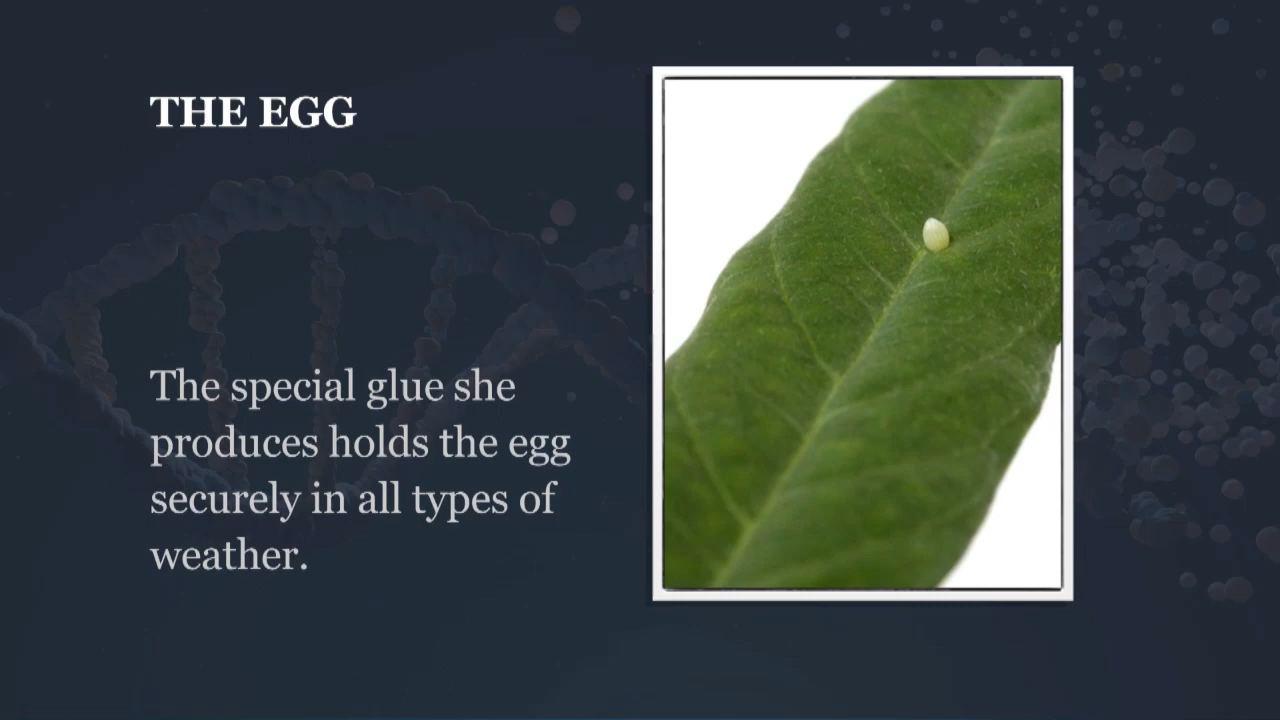 THE EGG
The special glue she
produces holds the egg
securely in all types of
weather.